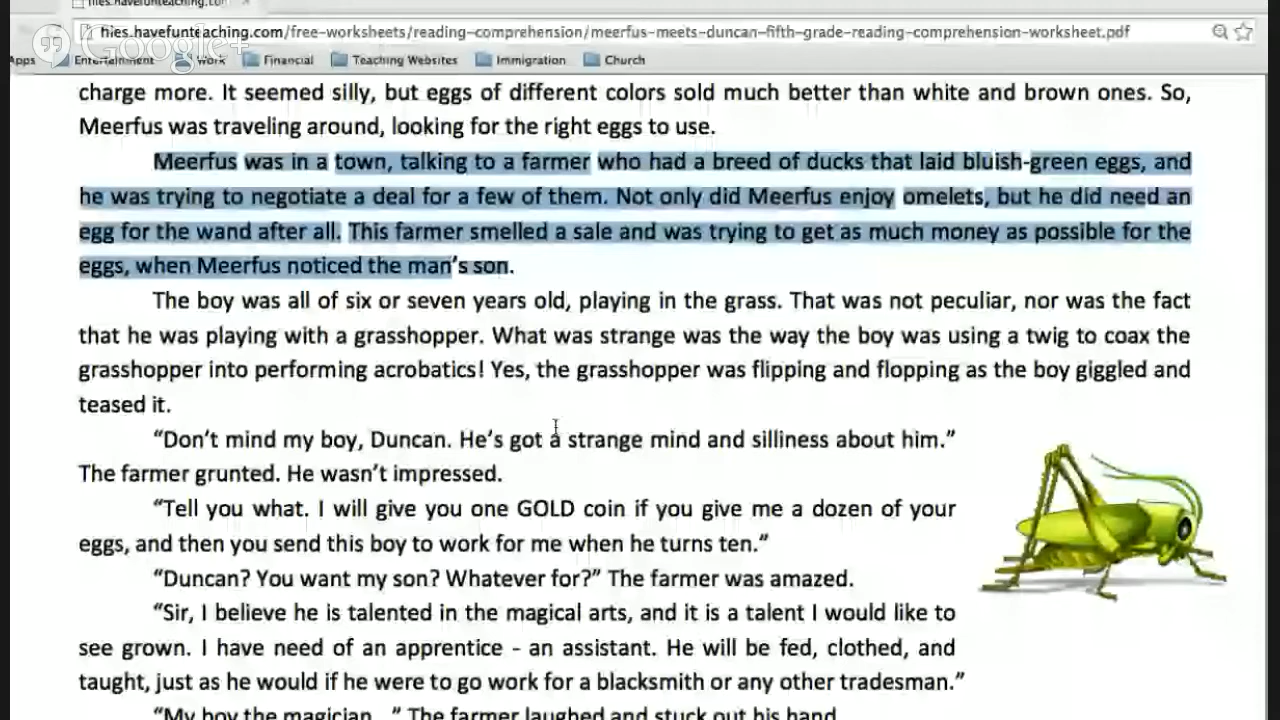 hies.havefunteaching.com/free-worksheets/reading-comprehension/meerfus-meets-duncan-fifth-grade-reading-comprehension-worksheet.pdf
Google+
Apps Entertainment Work Financial Teaching Websites Immigration Church
charge more. It seemed silly, but eggs of different colors sold much better than white and brown ones. So,
Meerfus was traveling around, looking for the right eggs to use.
Meerfus was in a town, talking to a farmer who had a breed of ducks that laid bluish-green eggs, and
he was trying to negotiate a deal for a few of them. Not only did Meerfus enjoy omelets, but he did need an
egg for the wand after all. This farmer smelled a sale and was trying to get as much money as possible for the
eggs, when Meerfus noticed the man’s son.
The boy was all of six or seven years old, playing in the grass. That was not peculiar, nor was the fact
that he was playing with a grasshopper. What was strange was the way the boy was using a twig to coax the
grasshopper into performing acrobatics! Yes, the grasshopper was flipping and flopping as the boy giggled and
teased it.
“Don’t mind my boy, Duncan. He’s got a strange mind and silliness about him.”
The farmer grunted. He wasn’t impressed.
“Tell you what. I will give you one GOLD coin if you give me a dozen of your
eggs, and then you send this boy to work for me when he turns ten.”
“Duncan? You want my son? Whatever for?” The farmer was amazed.
“Sir, I believe he is talented in the magical arts, and it is a talent I would like to
see grown. I have need of an apprentice - an assistant. He will be fed, clothed, and
taught, just as he would if he were to go work for a blacksmith or any other tradesman.”
“My boy the magician…” The farmer laughed and stuck out his hand.